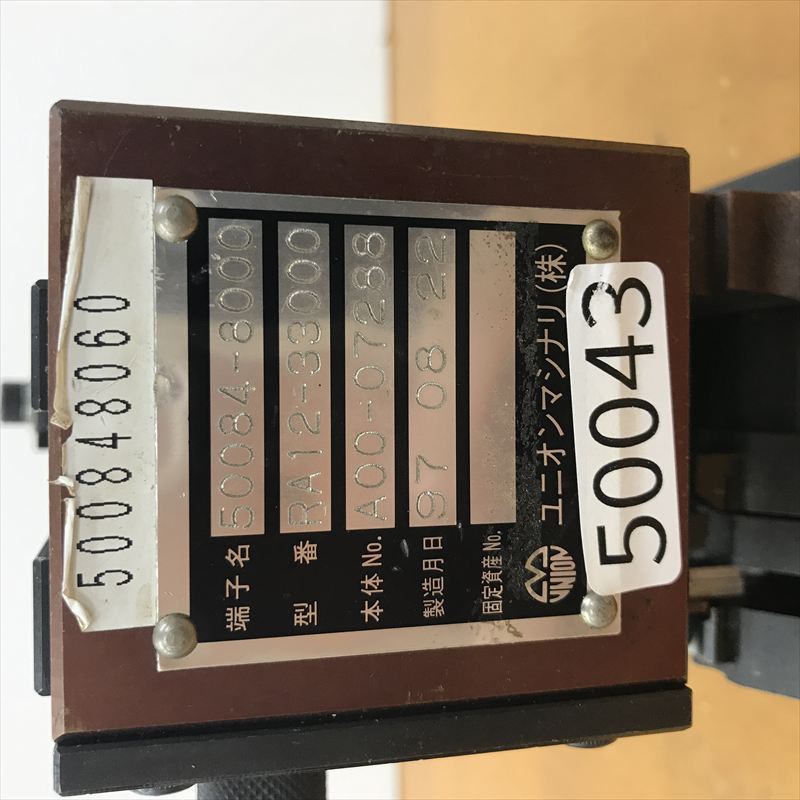 500848060
端子名 50084-8000
型番 RA12-33000
本体No. A00-07288
製造月日 97 08 22
固定資産No.
UNION ユニオンマシナリ(株)
50043